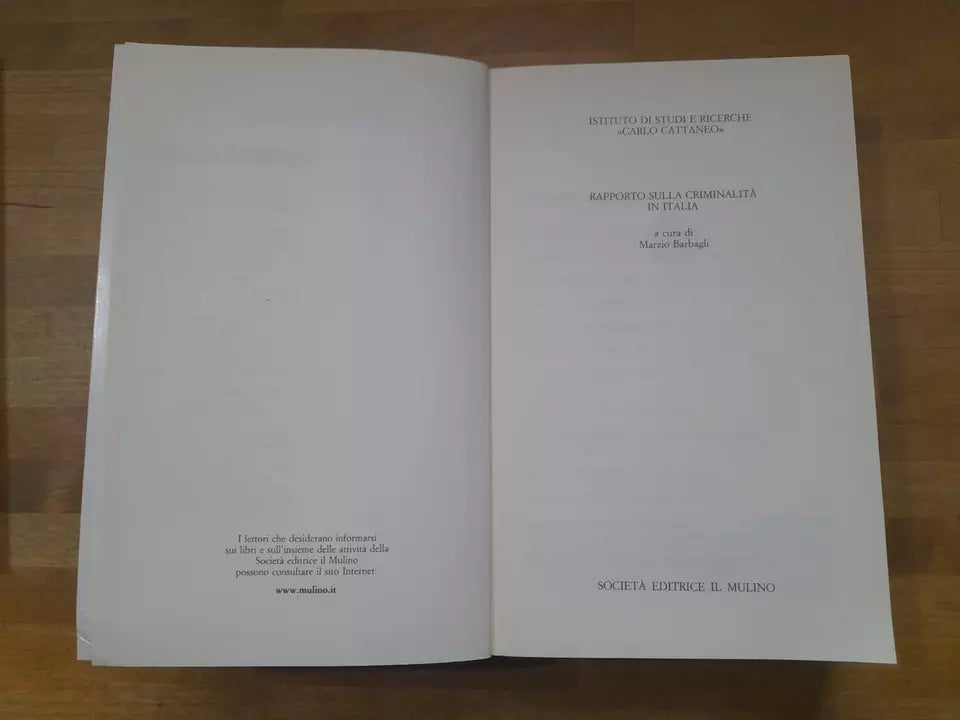 I lettori che desiderano informarsi
sui libri e sull'insieme delle attività della
Società editrice il Mulino
possono consultare il sito Internet:
www.mulino.it
ISTITUTO DI STUDI E RICERCHE
«CARLO CATTANEO»
RAPPORTO SULLA CRIMINALITÀ
IN ITALIA
a cura di
Marzio Barbagli
SOCIETÀ EDITRICE IL MULINO